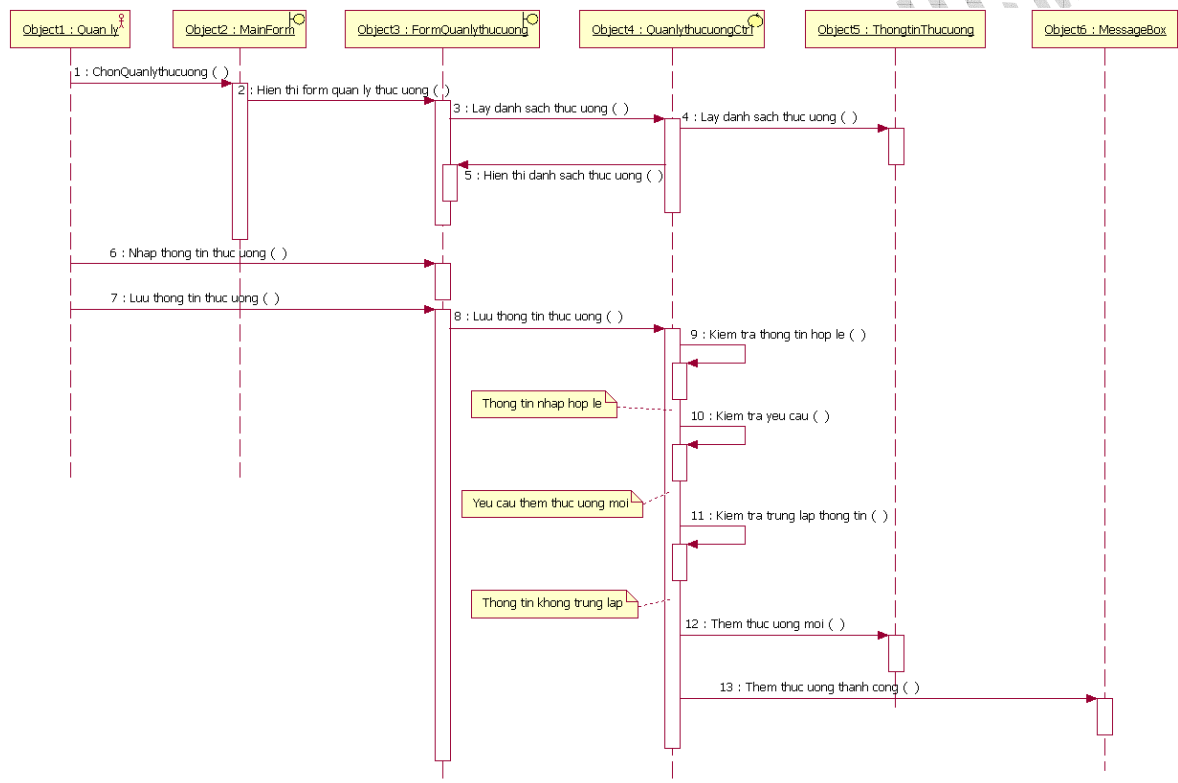 Object1 : Quan ly
Object2 : MainForm
Object3 : FormQuanlythucuong
Object4 : QuanlythucuongCtrl
Object5 : ThongtinThucuong
Object6 : MessageBox
1 : ChonQuanlythucuong ( )
2 : Hien thi form quan ly thuc uong ( )
3 : Lay danh sach thuc uong ( )
4 : Lay danh sach thuc uong ( )
5 : Hien thi danh sach thuc uong ( )
6 : Nhap thong tin thuc uong ( )
7 : Luu thong tin thuc uong ( )
8 : Luu thong tin thuc uong ( )
9 : Kiem tra thong tin hop le ( )
Thong tin nhap hop le
10 : Kiem tra yeu cau ( )
Yeu cau them thuc uong moi
11 : Kiem tra trung lap thong tin ( )
Thong tin khong trung lap
12 : Them thuc uong moi ( )
13 : Them thuc uong thanh cong ( )